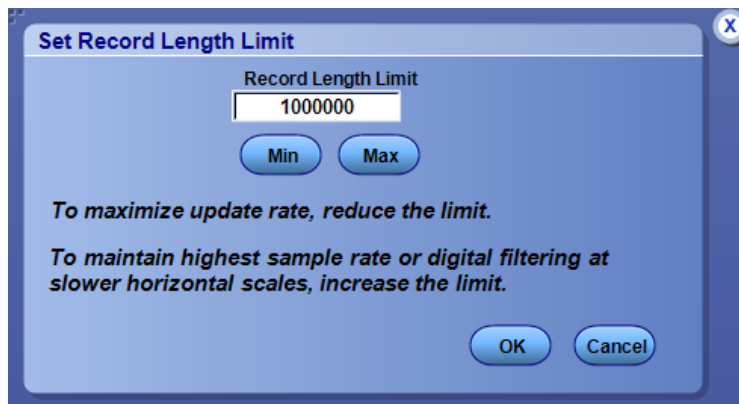 X
Set Record Length Limit
Record Length Limit
1000000
Min Max
To maximize update rate, reduce the limit.
To maintain highest sample rate or digital filtering at
slower horizontal scales, increase the limit.
OK Cancel